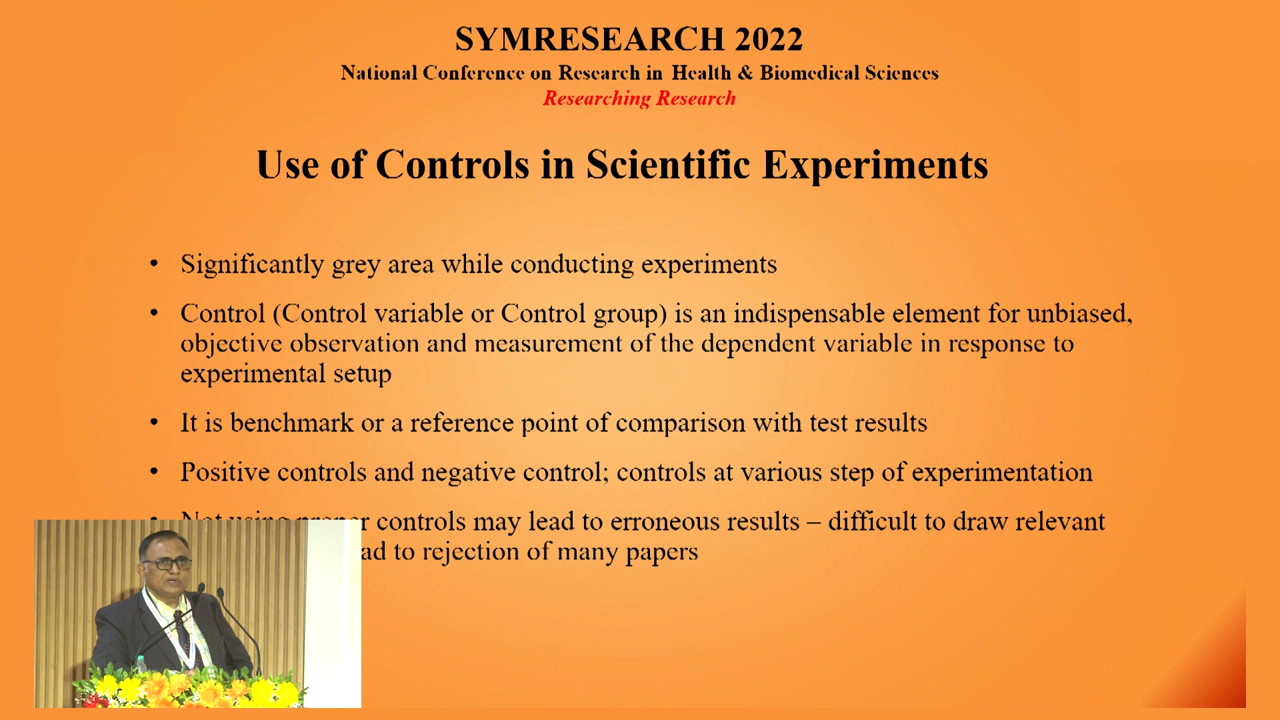 SYMRESEARCH 2022
National Conference on Research in Health & Biomedical Sciences
Researching Research
Use of Controls in Scientific Experiments
• Significantly grey area while conducting experiments
• Control (Control variable or Control group) is an indispensable element for unbiased,
objective observation and measurement of the dependent variable in response to
experimental setup
• It is benchmark or a reference point of comparison with test results
• Positive controls and negative control; controls at various step of experimentation
• Not using proper controls may lead to erroneous results – difficult to draw relevant
to rejection of many papers